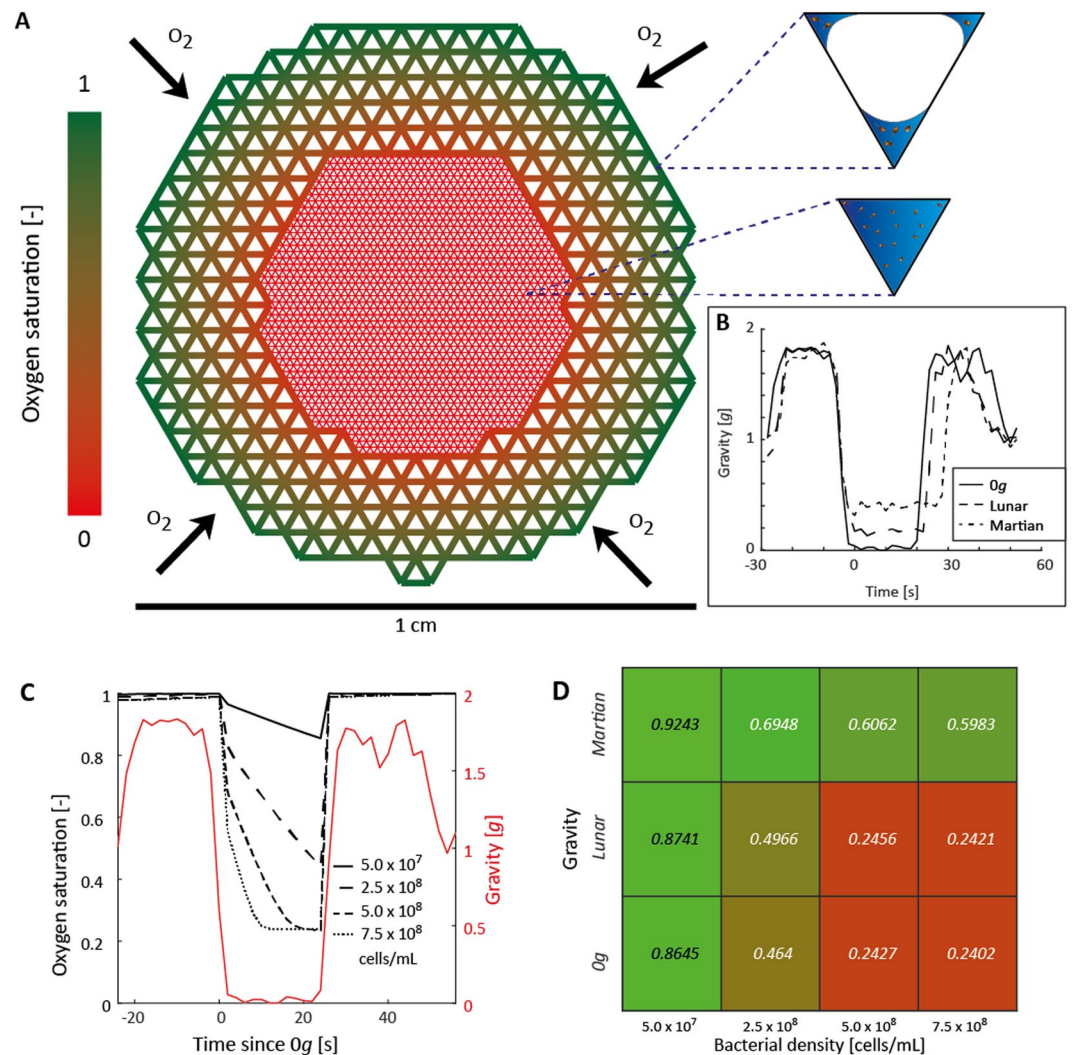 A
O2
O2
1
Oxygen saturation [-]
0
O2
O2
1 cm
B
2
1
0
Gravity [g]
-30
0
30
60
Time [s]
0g
Lunar
Martian
C
1
0.8
0.6
0.4
0.2
0
Oxygen saturation [-]
2
1.5
1
0.5
0
Gravity [g]
5.0 x 10^7
2.5 x 10^8
5.0 x 10^8
7.5 x 10^8
cells/mL
-20
0
20
40
Time since 0g [s]
D
Gravity
Martian
0.9243 0.6948 0.6062 0.5983
Lunar
0.8741 0.4966 0.2456 0.2421
0g
0.8645 0.464 0.2427 0.2402
5.0 x 10^7 2.5 x 10^8 5.0 x 10^8 7.5 x 10^8
Bacterial density [cells/mL]